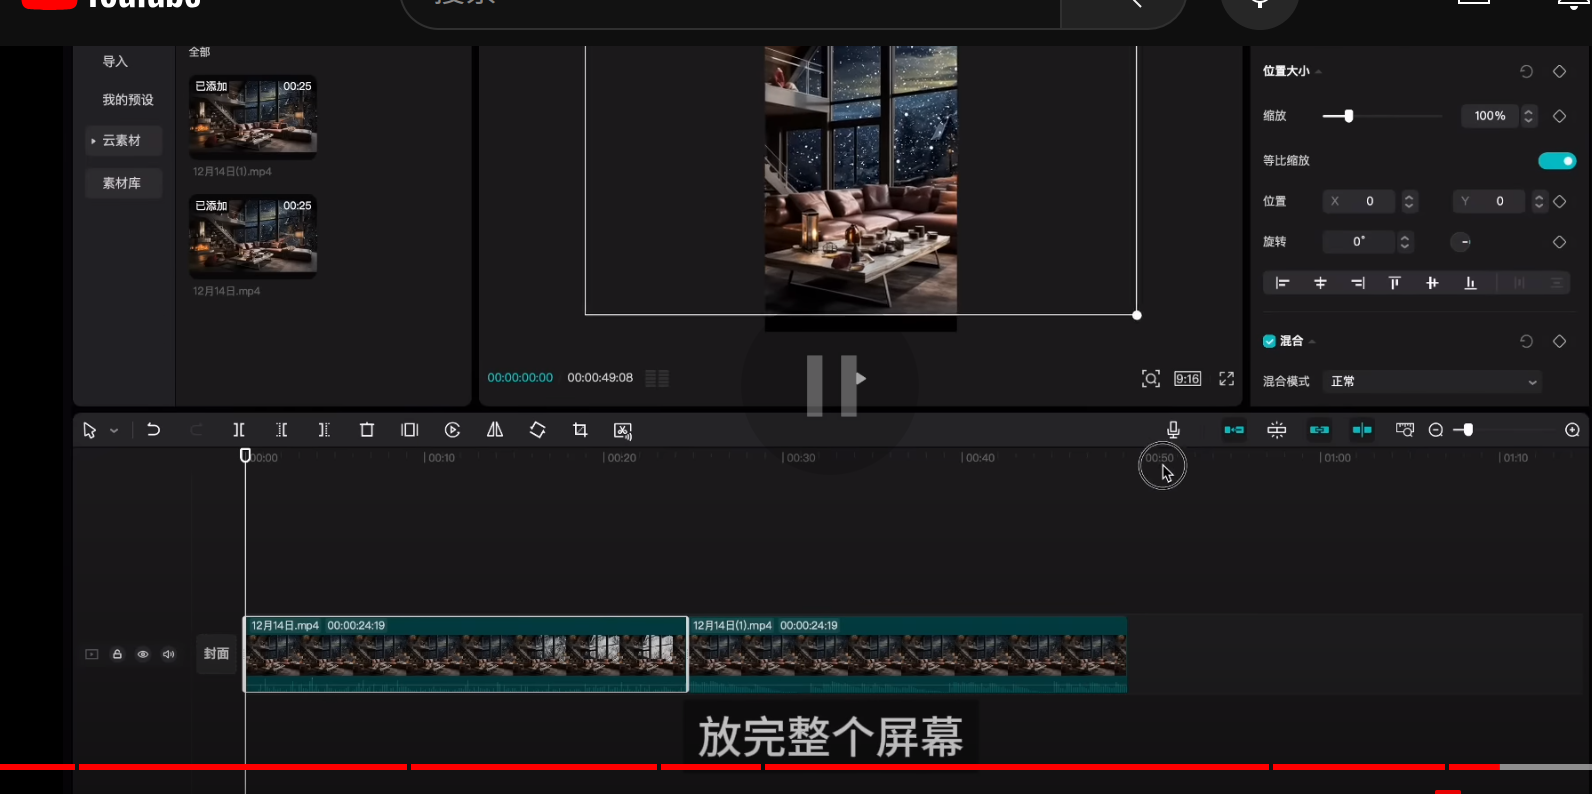 YouTube
搜索
导入
全部
我的预设
云素材
素材库
已添加 00:25
12月14日(1).mp4
已添加 00:25
12月14日.mp4
00:00:00:00 00:00:49:08
9:16
位置大小
缩放 100%
等比缩放
位置 X 0 Y 0
旋转 0°
混合
混合模式 正常
00:00 00:10 00:20 00:30 00:40 00:50 01:00 01:10
封面
12月14日.mp4 00:00:24:19
12月14日(1).mp4 00:00:24:19
放完整个屏幕